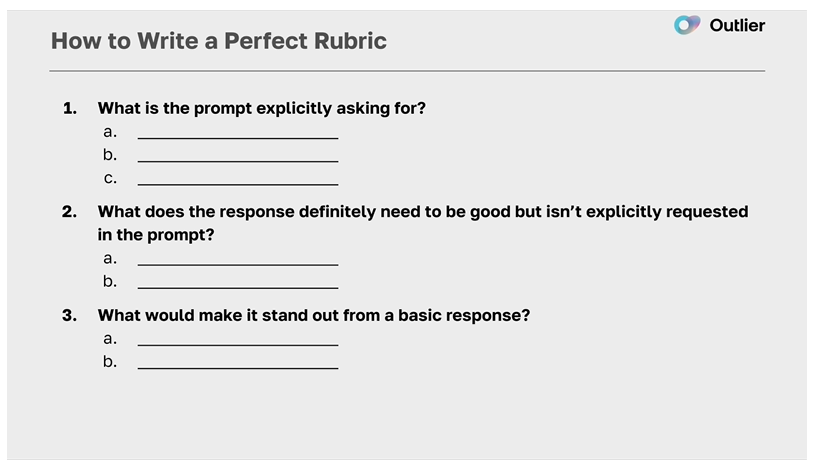 Outlier
How to Write a Perfect Rubric
1. What is the prompt explicitly asking for?
a. ____________________
b. ____________________
c. ____________________
2. What does the response definitely need to be good but isn’t explicitly requested
in the prompt?
a. ____________________
b. ____________________
3. What would make it stand out from a basic response?
a. ____________________
b. ____________________